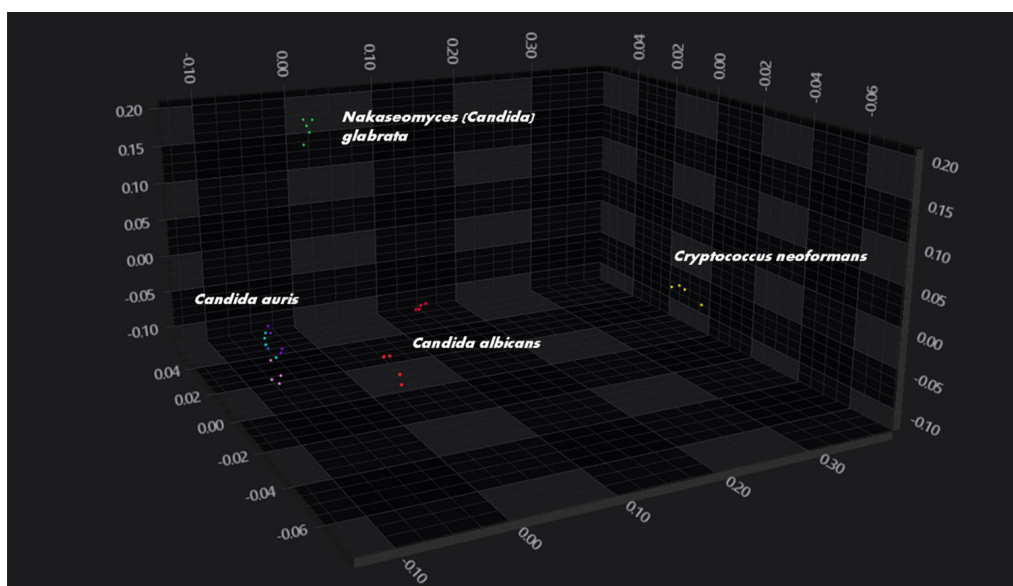 -0.10 0.00 0.10 0.20 0.30 0.04 0.02 0.00 -0.02 -0.04 -0.06
0.20
0.15
0.10
0.05
0.00
-0.05
-0.10
Nakaseomyces (Candida)
glabrata
Cryptococcus neoformans
Candida auris
Candida albicans
0.20
0.15
0.10
0.05
0.00
-0.05
-0.10
0.04
0.02
0.00
-0.02
-0.04
-0.06
-0.10 0.00 0.10 0.20 0.30